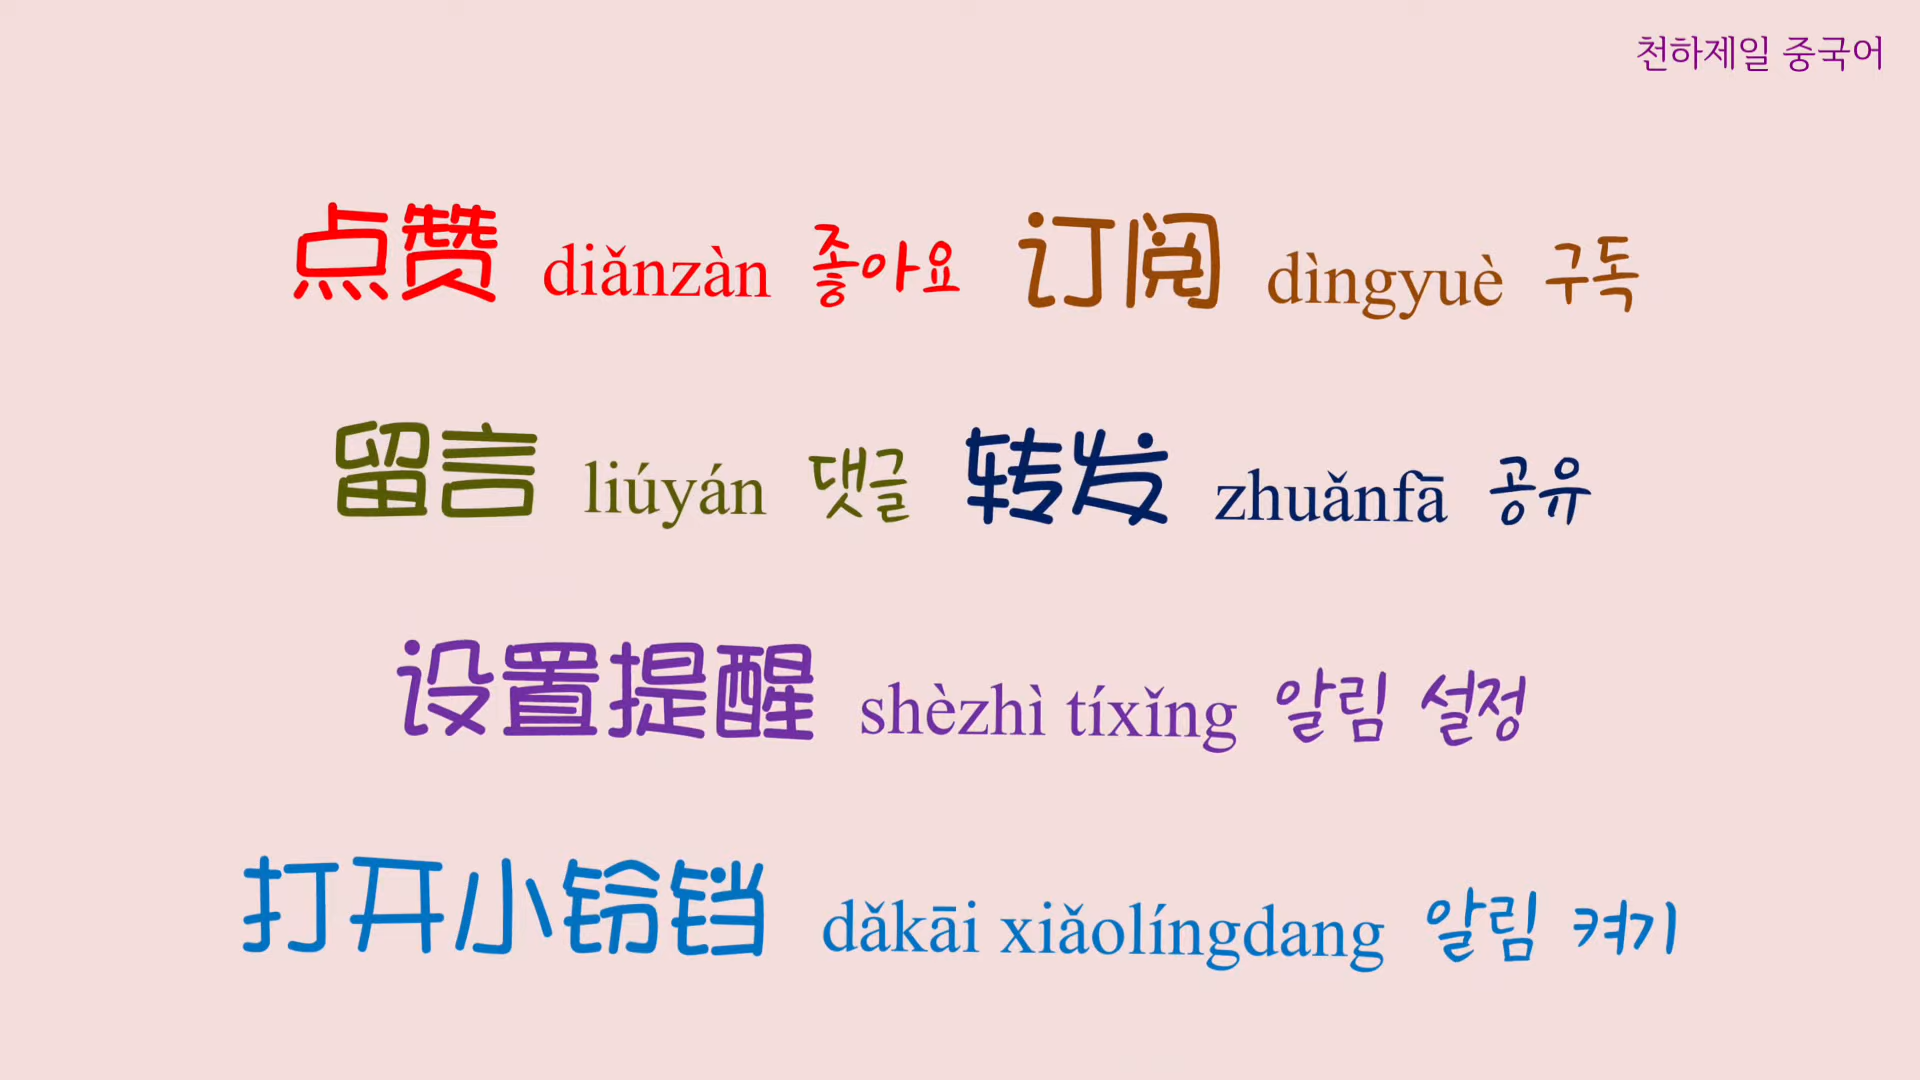 천하제일 중국어
点赞 diǎnzàn 좋아요 订阅 dìngyuè 구독
留言 liúyán 댓글 转发 zhuǎnfā 공유
设置提醒 shèzhì tíxǐng 알림 설정
打开小铃铛 dǎkāi xiǎolíngdang 알림 켜기